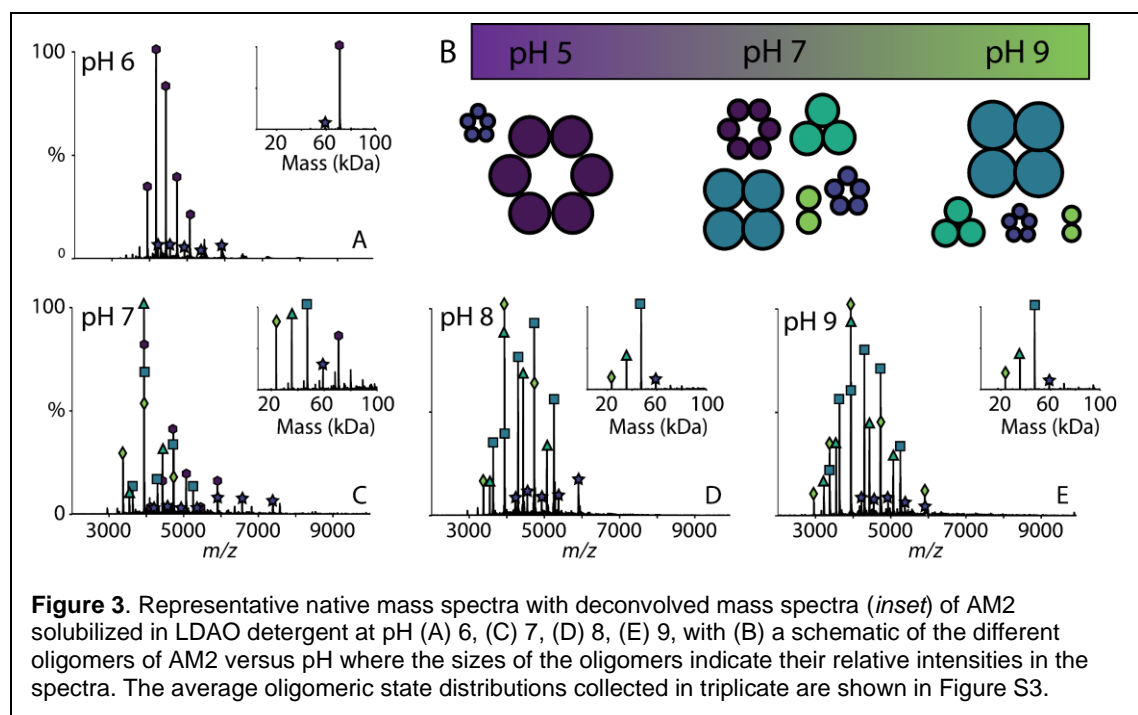 100
pH 6
%
0
20 60 100
Mass (kDa)
3000 5000 7000 9000
A
B
pH 5 pH 7 pH 9
100
pH 7
%
0
20 60 100
Mass (kDa)
C
3000 5000 7000 9000
m/z
pH 8
20 60 100
Mass (kDa)
D
3000 5000 7000 9000
m/z
pH 9
20 60 100
Mass (kDa)
E
3000 5000 7000 9000
m/z
Figure 3. Representative native mass spectra with deconvolved mass spectra (inset) of AM2
solubilized in LDAO detergent at pH (A) 6, (C) 7, (D) 8, (E) 9, with (B) a schematic of the different
oligomers of AM2 versus pH where the sizes of the oligomers indicate their relative intensities in the
spectra. The average oligomeric state distributions collected in triplicate are shown in Figure S3.